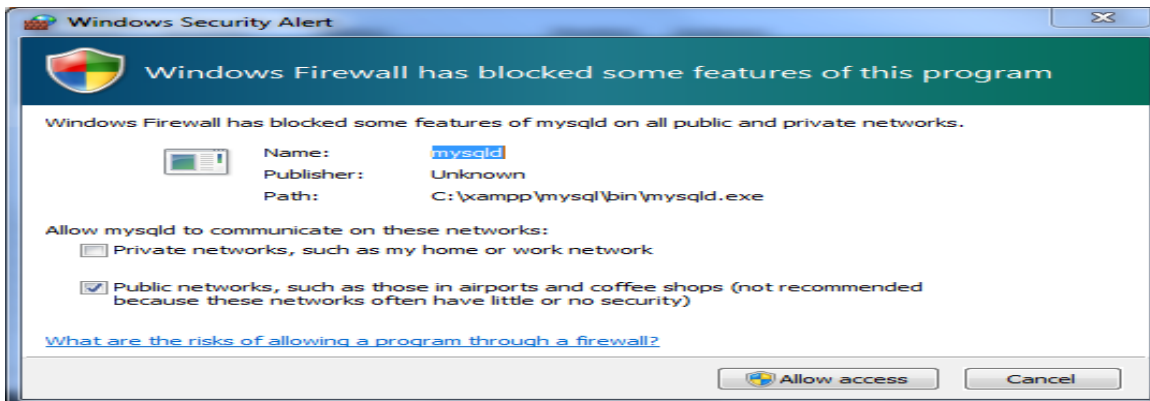 Windows Security Alert
Windows Firewall has blocked some features of this program
Windows Firewall has blocked some features of mysqld on all public and private networks.
Name: mysqld
Publisher: Unknown
Path: C:\xampp\mysql\bin\mysqld.exe
Allow mysqld to communicate on these networks:
Private networks, such as my home or work network
Public networks, such as those in airports and coffee shops (not recommended
because these networks often have little or no security)
What are the risks of allowing a program through a firewall?
Allow access Cancel